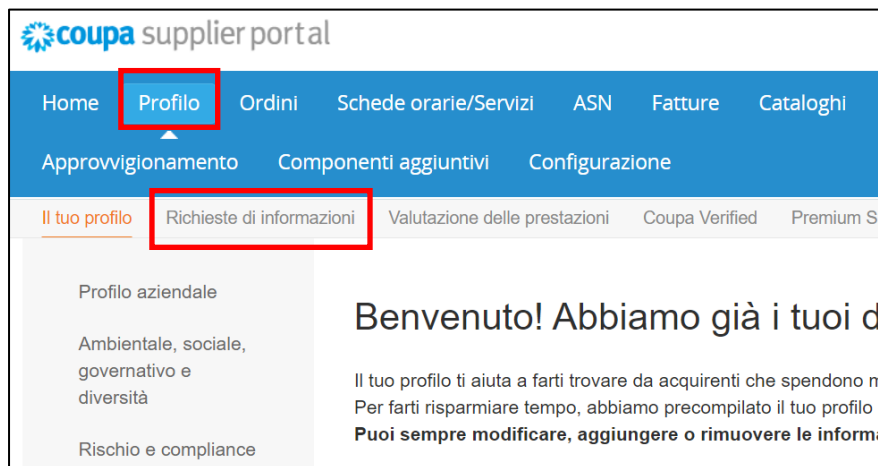 coupa supplier portal
Home Profilo Ordini Schede orarie/Servizi ASN Fatture Cataloghi
Approvvigionamento Componenti aggiuntivi Configurazione
Il tuo profilo Richieste di informazioni Valutazione delle prestazioni Coupa Verified Premium S
Profilo aziendale
Ambientale, sociale,
governativo e
diversità
Rischio e compliance
Benvenuto! Abbiamo già i tuoi d
Il tuo profilo ti aiuta a farti trovare da acquirenti che spendono m
Per farti risparmiare tempo, abbiamo precompilato il tuo profilo
Puoi sempre modificare, aggiungere o rimuovere le informa